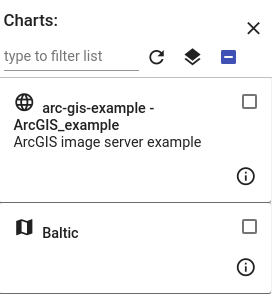 Charts:
type to filter list
arc-gis-example -
ArcGIS_example
ArcGIS image server example
Baltic